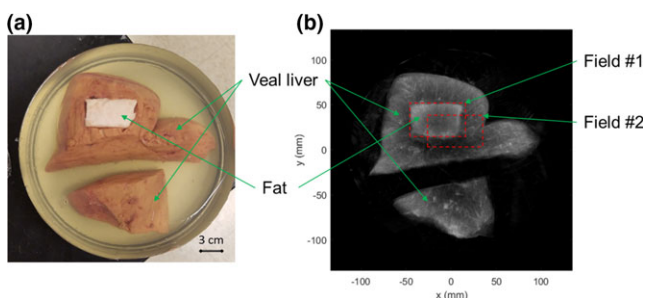 (a)
Veal liver
Fat
3 cm
(b)
Field #1
Field #2
y (mm)
100
50
0
-50
-100
-100
-50
0
50
100
x (mm)